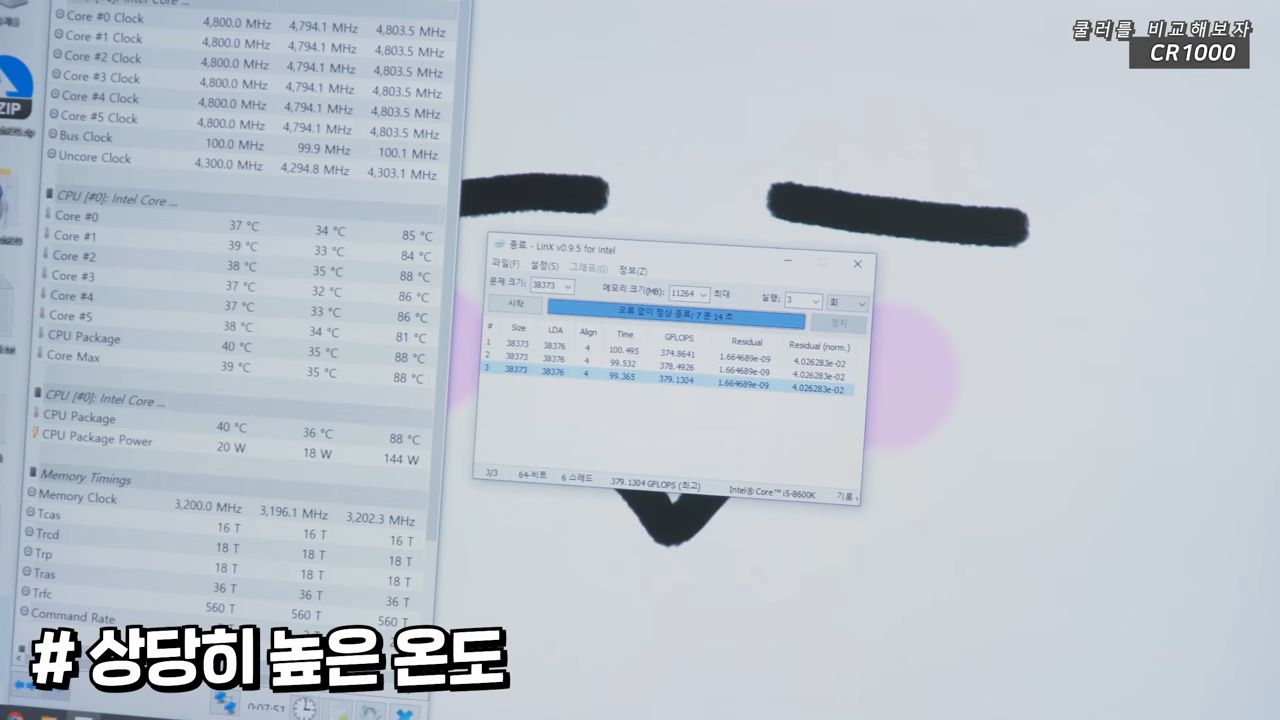 쿨러를 비교해보자
CR1000
Core #0 Clock 4,800.0 MHz 4,794.1 MHz 4,803.5 MHz
Core #1 Clock 4,800.0 MHz 4,794.1 MHz 4,803.5 MHz
Core #2 Clock 4,800.0 MHz 4,794.1 MHz 4,803.5 MHz
Core #3 Clock 4,800.0 MHz 4,794.1 MHz 4,803.5 MHz
Core #4 Clock 4,800.0 MHz 4,794.1 MHz 4,803.5 MHz
Core #5 Clock 4,800.0 MHz 4,794.1 MHz 4,803.5 MHz
Bus Clock 100.0 MHz 99.9 MHz 100.1 MHz
Uncore Clock 4,300.0 MHz 4,294.8 MHz 4,303.1 MHz
CPU [#0]: Intel Core ...
Core #0 37 °C 34 °C 85 °C
Core #1 39 °C 33 °C 84 °C
Core #2 38 °C 35 °C 88 °C
Core #3 37 °C 32 °C 86 °C
Core #4 37 °C 33 °C 86 °C
Core #5 38 °C 34 °C 81 °C
CPU Package 40 °C 35 °C 88 °C
Core Max 39 °C 35 °C 88 °C
CPU [#0]: Intel Core ...
CPU Package 40 °C 36 °C 88 °C
CPU Package Power 20 W 18 W 144 W
Memory Timings
Memory Clock 3,200.0 MHz 3,196.1 MHz 3,202.3 MHz
Tcas 16 T 16 T 16 T
Trcd 18 T 18 T 18 T
Trp 18 T 18 T 18 T
Tras 36 T 36 T 36 T
Trfc 560 T 560 T 560 T
Command Rate
0:07:51
ZIP
종료 - LinX v0.9.5 for Intel
파일(F) 설정(S) 그래프(G) 정보(Z)
문제 크기: 38373 메모리 크기(MB): 11264 최대 실행: 3 회
시작 오류 없이 정상 종료: 7 분 14 초 정지
# Size LDA Align Time GFLOPS Residual Residual (norm.)
1 38373 38376 4 100.495 374.8641 1.664689e-09 4.026283e-02
2 38373 38376 4 99.532 378.4926 1.664689e-09 4.026283e-02
3 38373 38376 4 99.365 379.1304 1.664689e-09 4.026283e-02
3/3 64-비트 6 스레드 379.1304 GFLOPS (최고) Intel® Core™ i5-8600K 기록
# 상당히 높은 온도